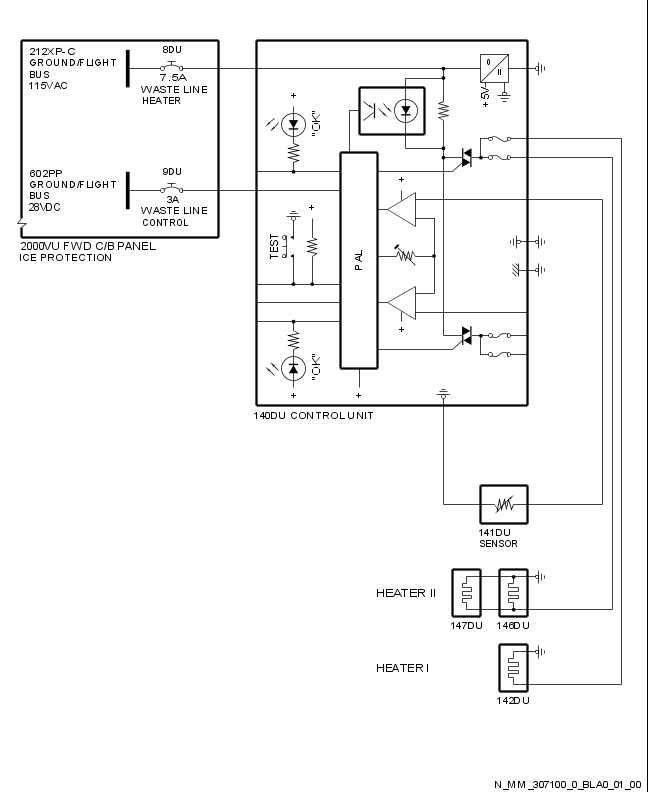 212XP-C
GROUND/FLIGHT
BUS
115VAC
8DU
7.5A
WASTE LINE
HEATER
602PP
GROUND/FLIGHT
BUS
28VDC
9DU
3A
WASTE LINE
CONTROL
2000VU FWD C/B PANEL
ICE PROTECTION
+
"OK"
TEST
+
+
"OK"
PAL
+
+
+
0
II
+5V
140DU CONTROL UNIT
141DU
SENSOR
HEATER II
147DU
146DU
HEATER I
142DU
N_MM_307100_0_BLA0_01_00